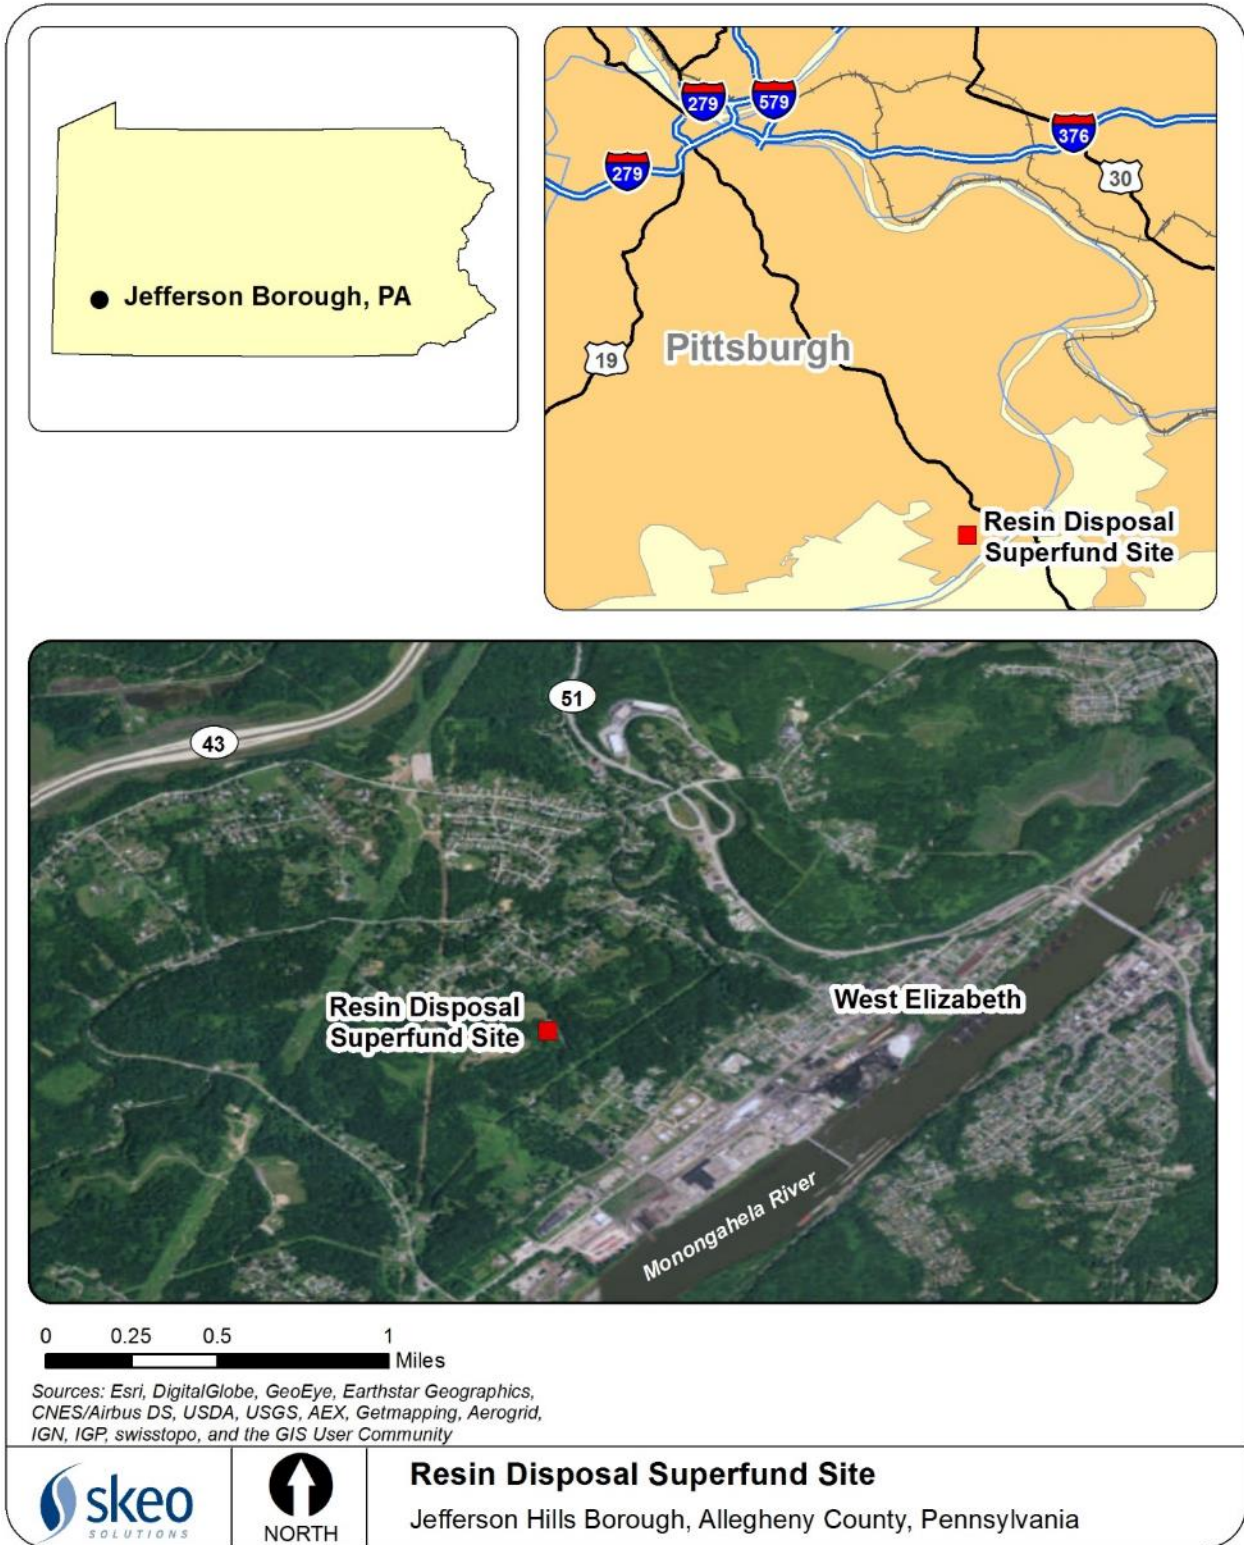 Jefferson Borough, PA
279
579
376
279
30
19
Pittsburgh
Resin Disposal
Superfund Site
51
43
Resin Disposal
Superfund Site
West Elizabeth
Monongahela River
0 0.25 0.5 1
Miles
Sources: Esri, DigitalGlobe, GeoEye, Earthstar Geographics,
CNES/Airbus DS, USDA, USGS, AEX, Getmapping, Aerogrid,
IGN, IGP, swisstopo, and the GIS User Community
skeo
SOLUTIONS
NORTH
Resin Disposal Superfund Site
Jefferson Hills Borough, Allegheny County, Pennsylvania